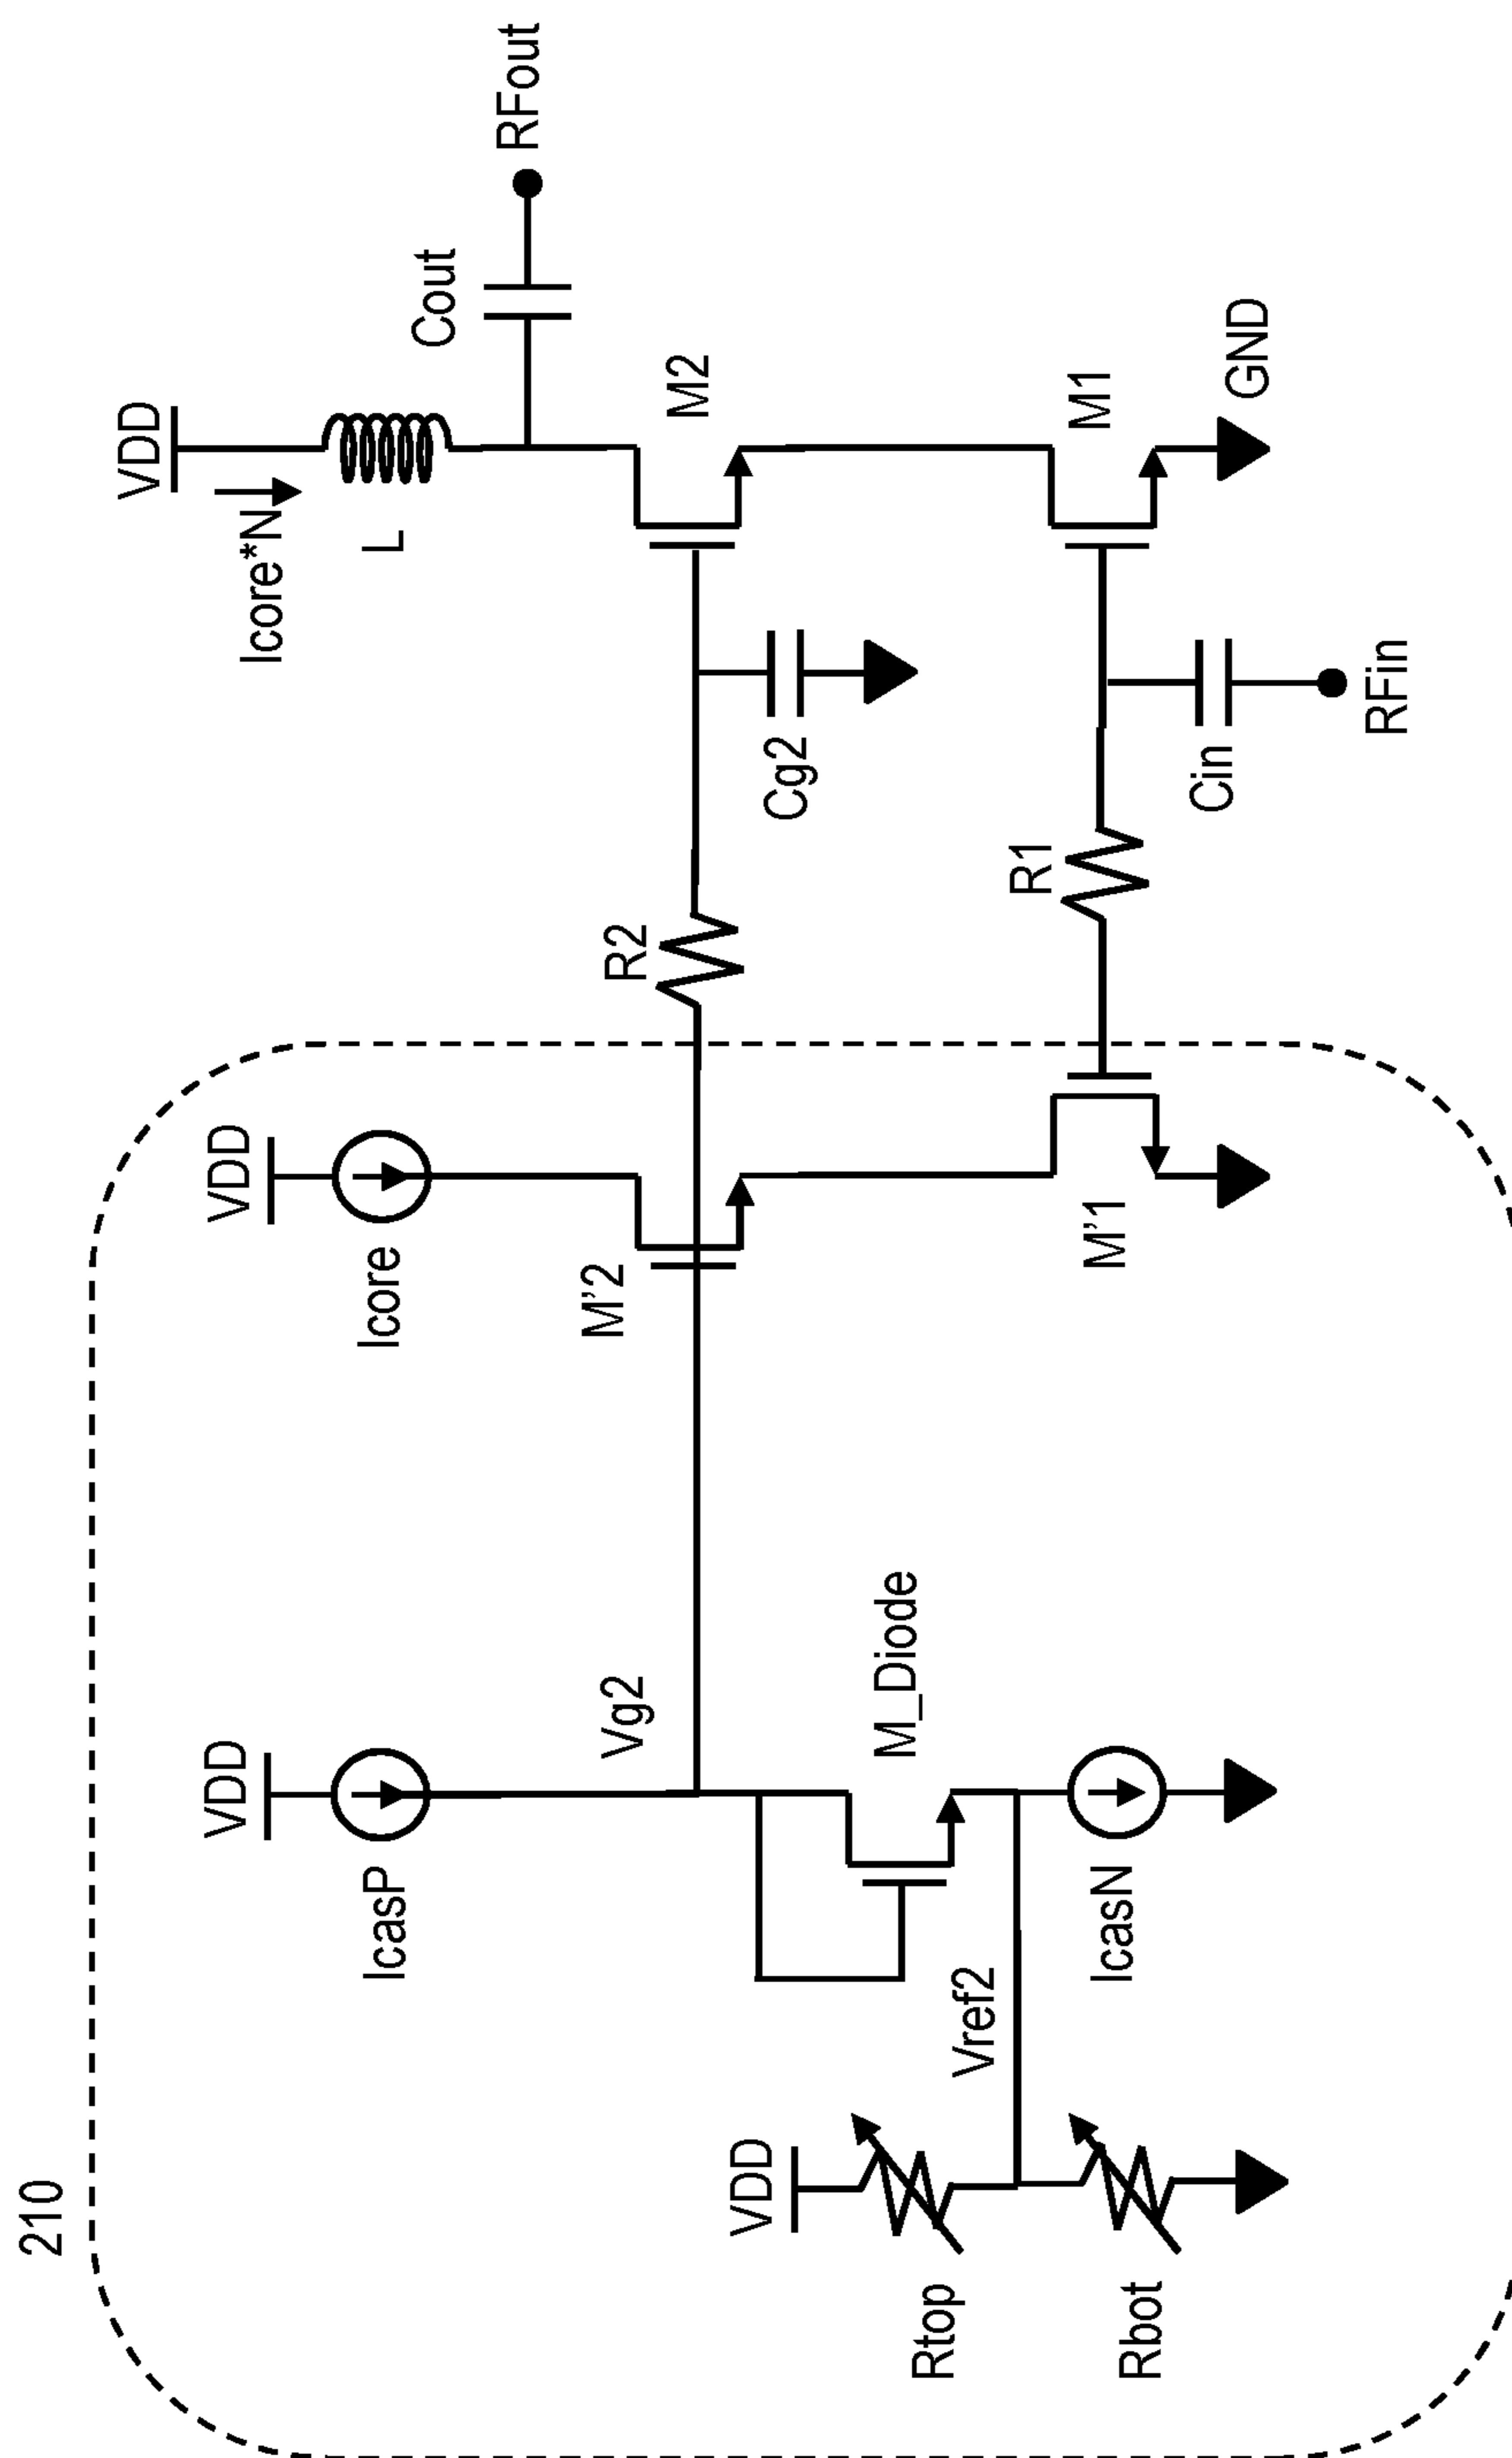 210
VDD
IcasP
Vg2
M_Diode
IcasN
Vref2
VDD
Rtop
Rbot
VDD
Icore
M'2
M'1
R2
R1
Cg2
Cin
RFin
VDD
Icore*N
L
Cout
RFout
M2
M1
GND